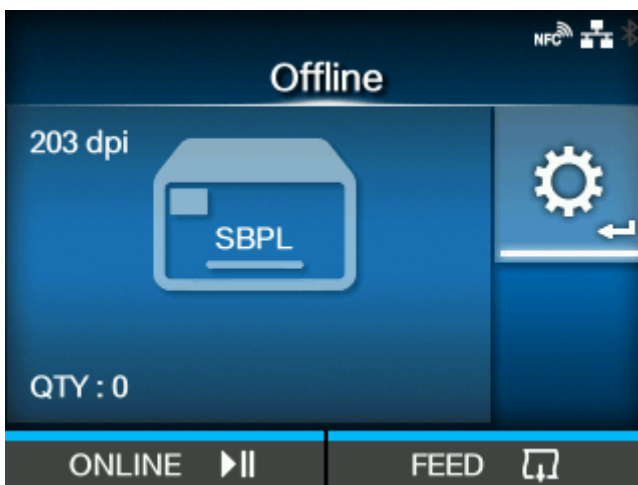 NFC
Offline
203 dpi
SBPL
QTY : 0
ONLINE
FEED